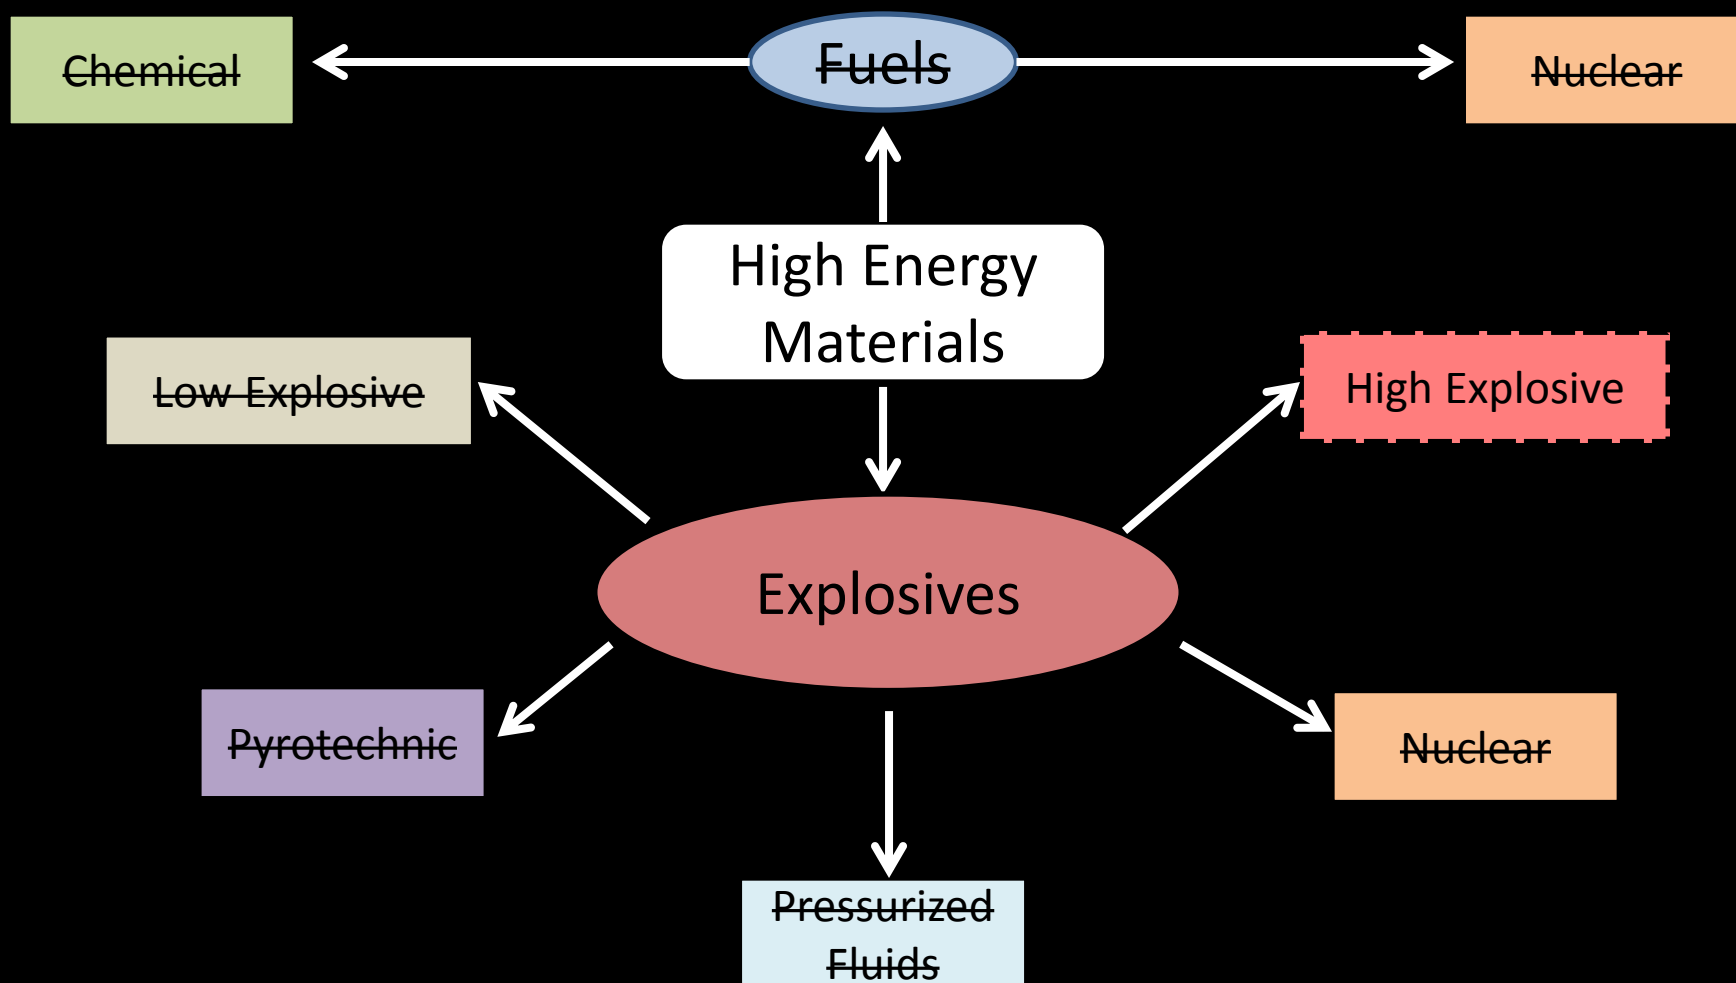 Chemical
Fuels
Nuclear
High Energy
Materials
Low Explosive
High Explosive
Explosives
Pyrotechnic
Nuclear
Pressurized
Fluids